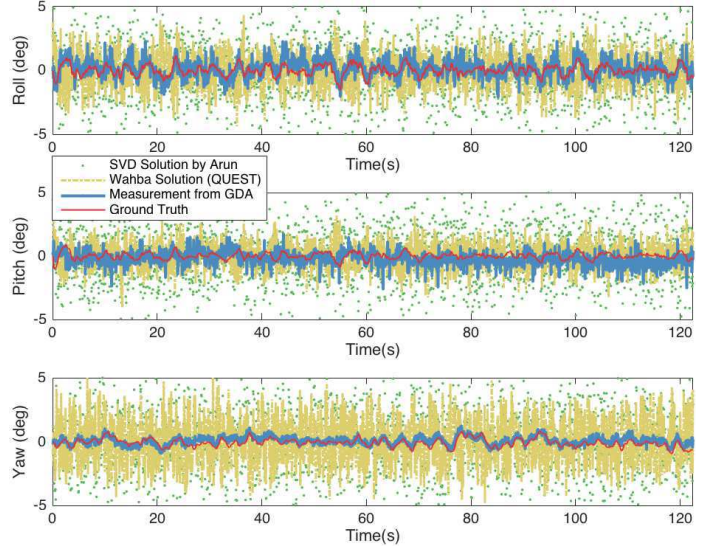 5
0
-5
Roll (deg)
0 20 40 60 80 100 120
Time(s)
SVD Solution by Arun
Wahba Solution (QUEST)
Measurement from GDA
Ground Truth
5
0
-5
Pitch (deg)
0 20 40 60 80 100 120
Time(s)
5
0
-5
Yaw (deg)
0 20 40 60 80 100 120
Time(s)